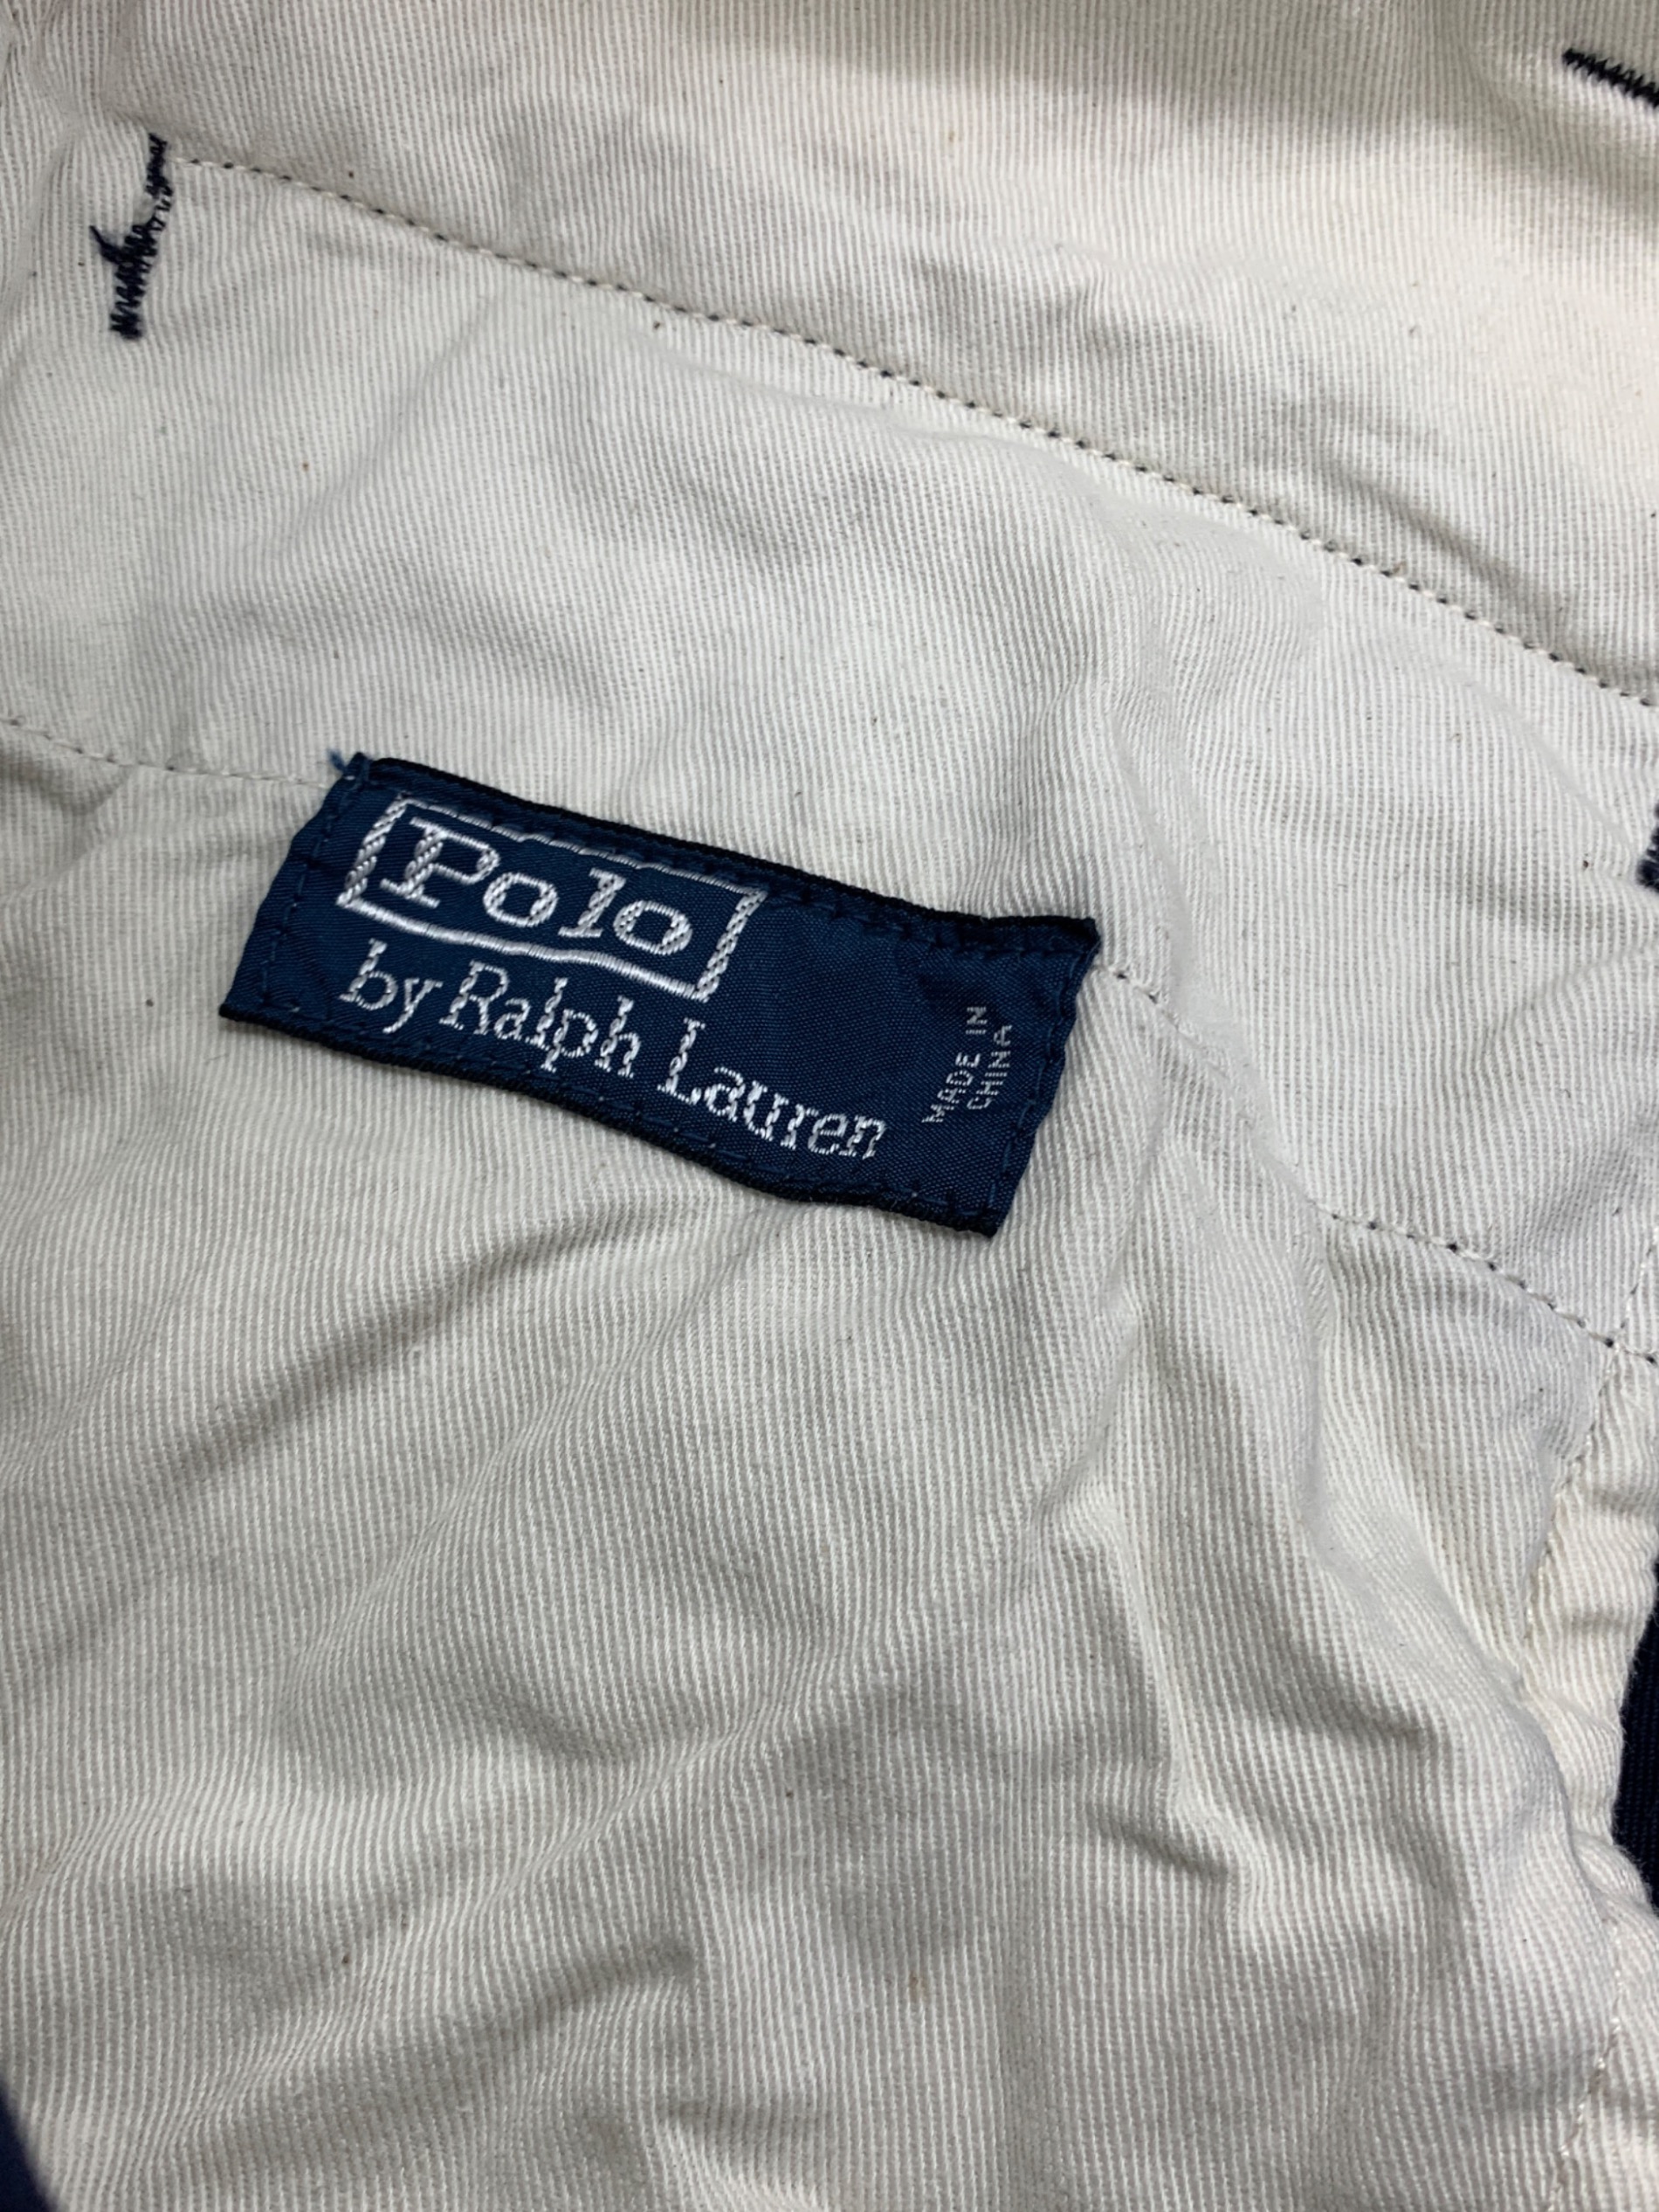 Polo
by Ralph Lauren
MADE IN
CHINA